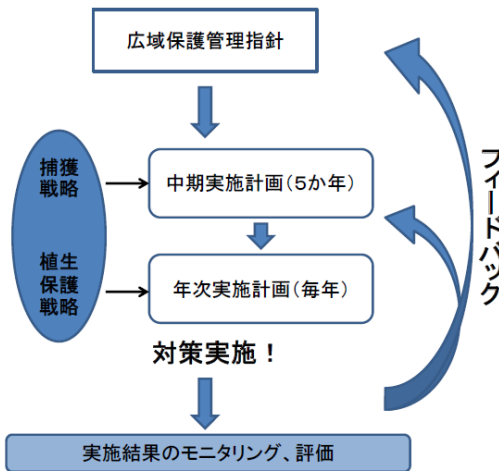 広域保護管理指針
捕獲
戦略
中期実施計画(5か年)
植生
保護
戦略
年次実施計画(毎年)
対策実施！
実施結果のモニタリング、評価
フィードバック